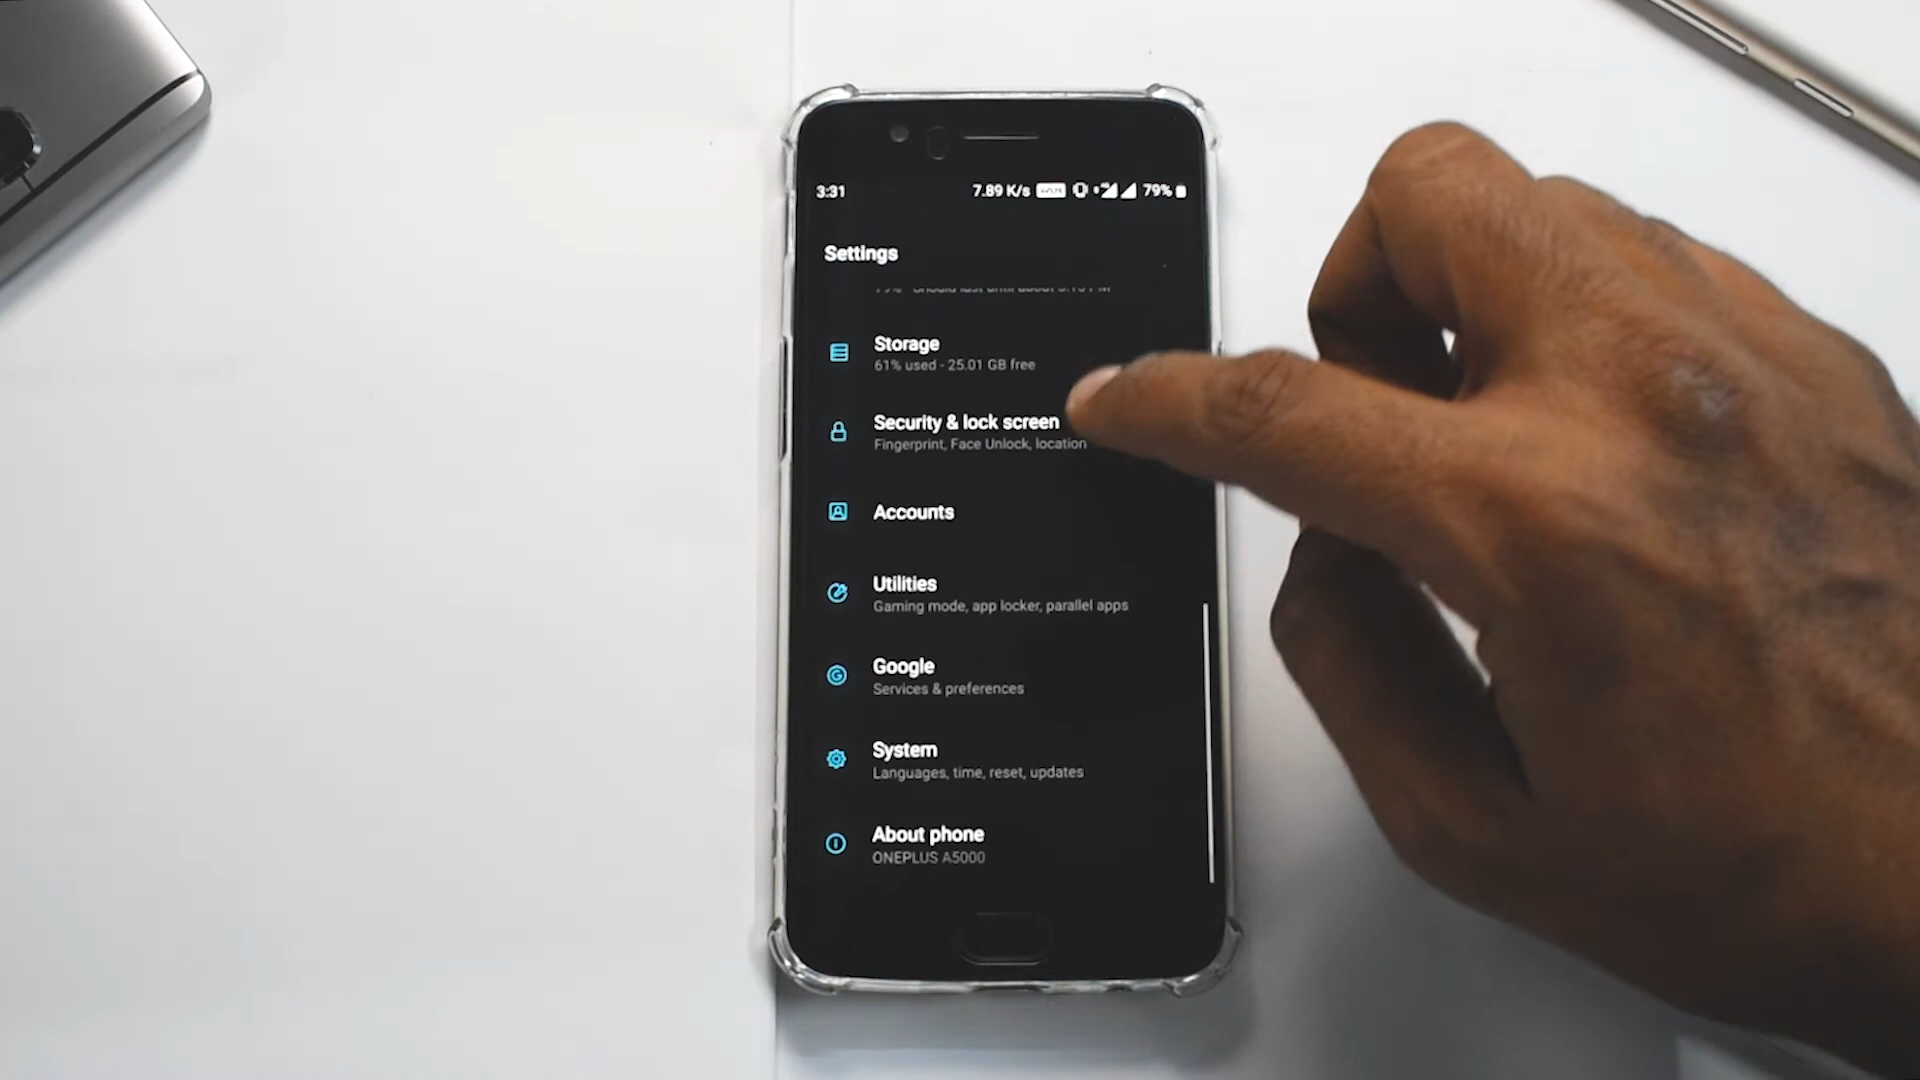 3:31 7.89 K/s 79%
Settings
Storage
61% used - 25.01 GB free
Security & lock screen
Fingerprint, Face Unlock, location
Accounts
Utilities
Gaming mode, app locker, parallel apps
Google
Services & preferences
System
Languages, time, reset, updates
About phone
ONEPLUS A5000